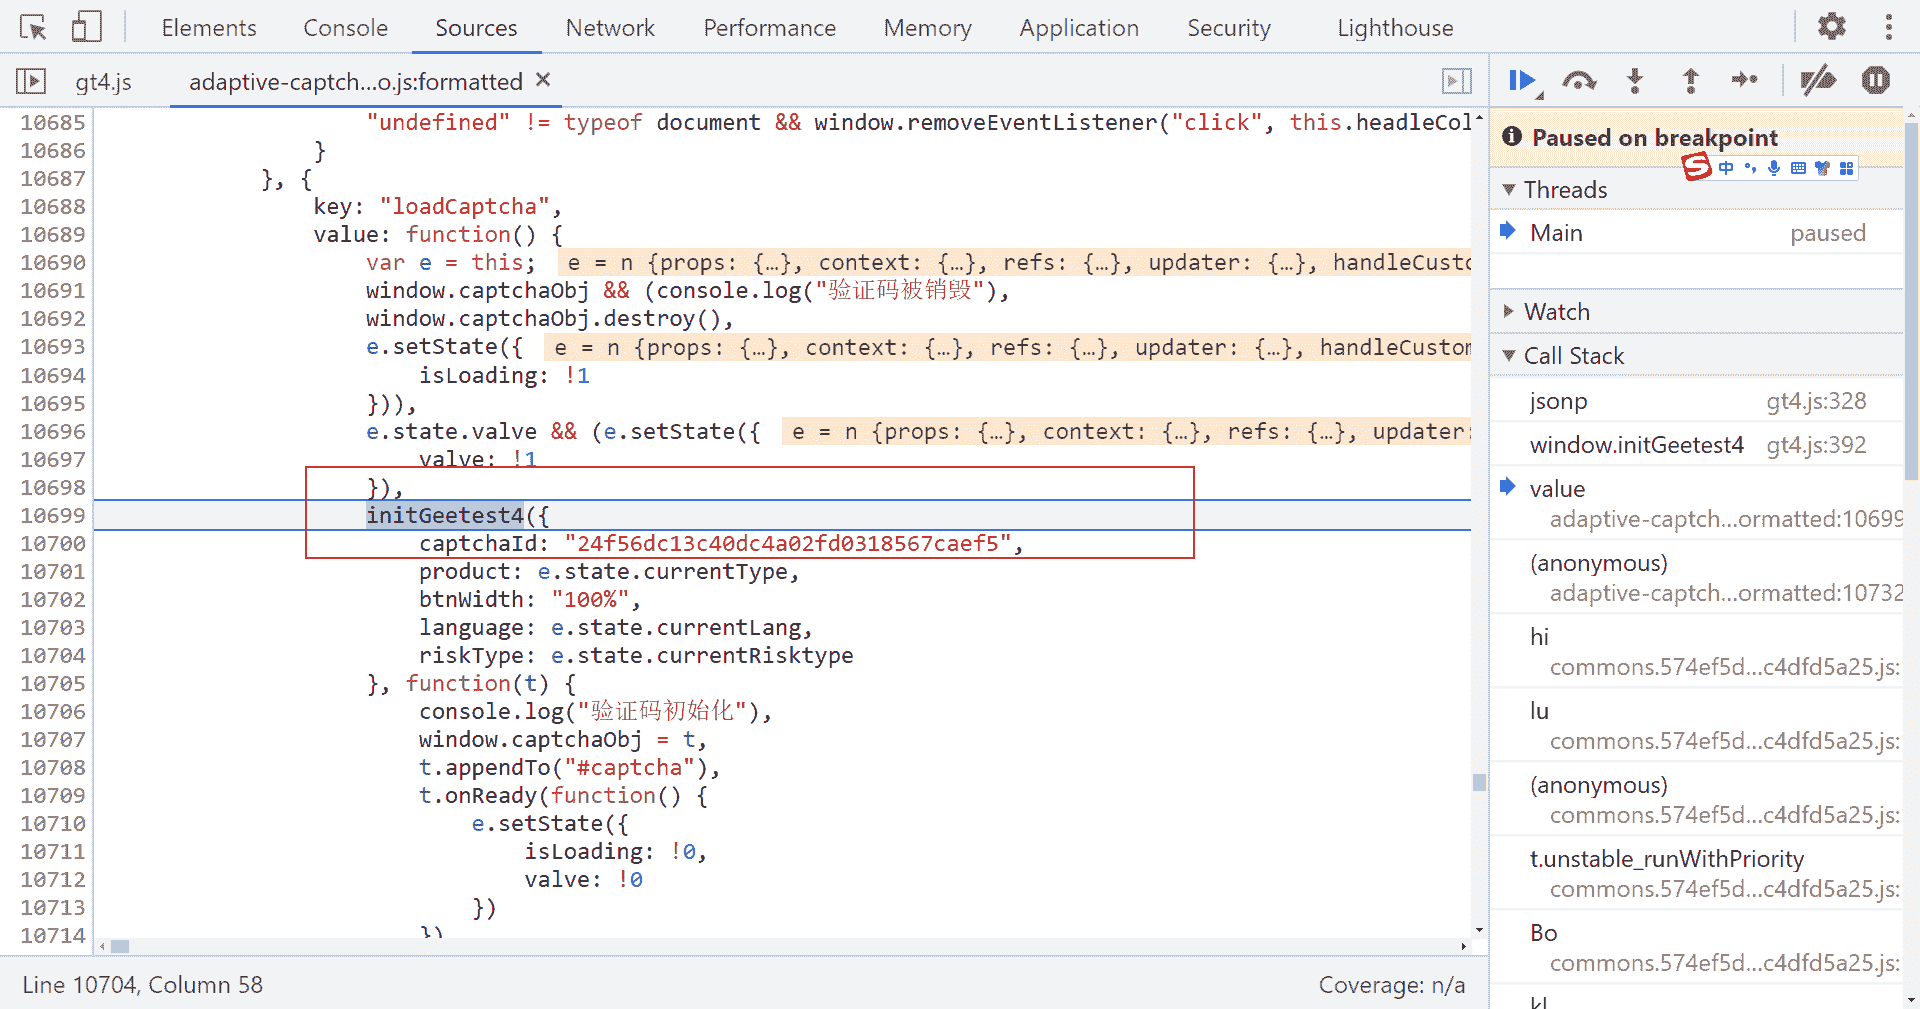 Elements Console Sources Network Performance Memory Application Security Lighthouse
gt4.js adaptive-captch...o.js:formatted ×
10685 "undefined" != typeof document && window.removeEventListener("click", this.headleCol
10686 }
10687 }, {
10688 key: "loadCaptcha",
10689 value: function() {
10690 var e = this; e = n {props: {…}, context: {…}, refs: {…}, updater: {…}, handleCustc
10691 window.captchaObj && (console.log("验证码被销毁"),
10692 window.captchaObj.destroy(),
10693 e.setState({ e = n {props: {…}, context: {…}, refs: {…}, updater: {…}, handleCustom
10694 isLoading: !1
10695 })),
10696 e.state.valve && (e.setState({ e = n {props: {…}, context: {…}, refs: {…}, updater:
10697 valve: !1
10698 }),
10699 initGeetest4({
10700 captchaId: "24f56dc13c40dc4a02fd0318567caef5",
10701 product: e.state.currentType,
10702 btnWidth: "100%",
10703 language: e.state.currentLang,
10704 riskType: e.state.currentRisktype
10705 }, function(t) {
10706 console.log("验证码初始化"),
10707 window.captchaObj = t,
10708 t.appendTo("#captcha"),
10709 t.onReady(function() {
10710 e.setState({
10711 isLoading: !0,
10712 valve: !0
10713 })
10714 })
Line 10704, Column 58 Coverage: n/a
Paused on breakpoint
S 中
Threads
Main paused
Watch
Call Stack
jsonp gt4.js:328
window.initGeetest4 gt4.js:392
value
adaptive-captch...ormatted:10699
(anonymous)
adaptive-captch...ormatted:10732
hi
commons.574ef5d...c4dfd5a25.js:
lu
commons.574ef5d...c4dfd5a25.js:
(anonymous)
commons.574ef5d...c4dfd5a25.js:
t.unstable_runWithPriority
commons.574ef5d...c4dfd5a25.js:
Bo
commons.574ef5d...c4dfd5a25.js:
kl